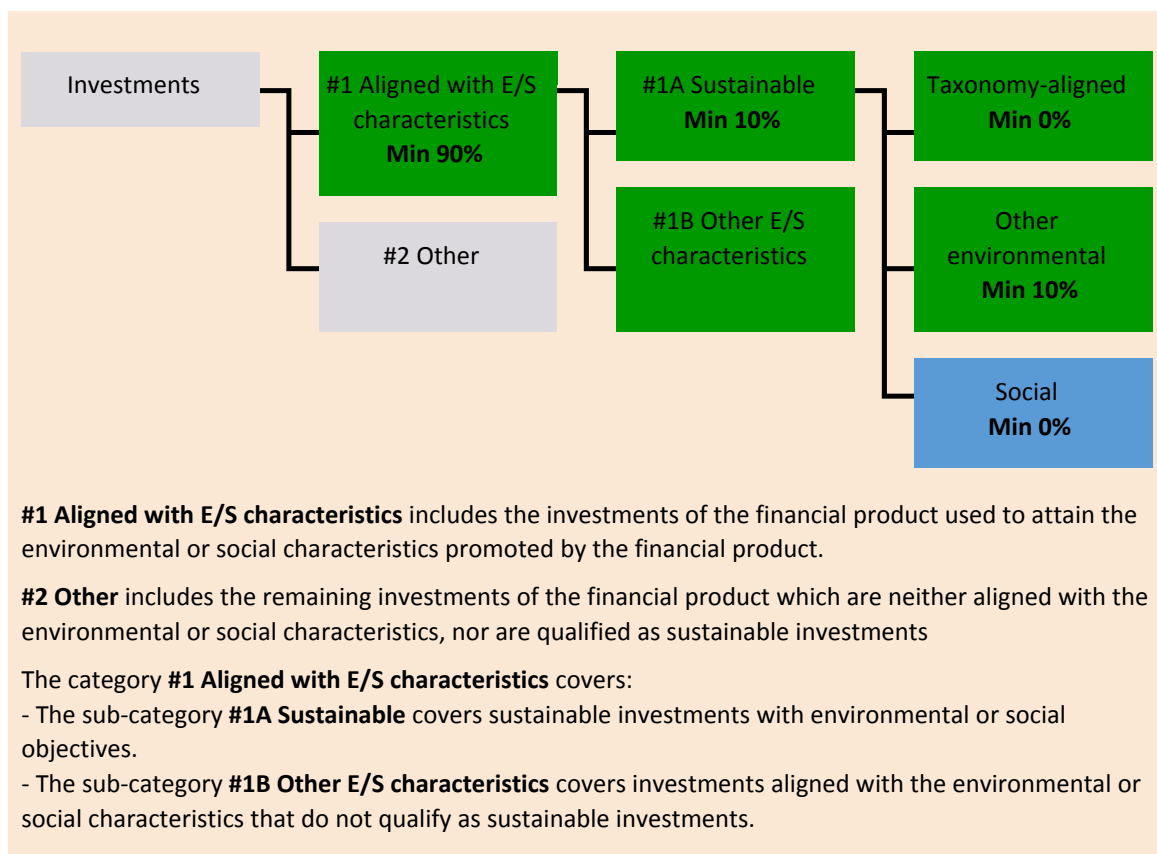 Investments
#1 Aligned with E/S
characteristics
Min 90%
#2 Other
#1A Sustainable
Min 10%
#1B Other E/S
characteristics
Taxonomy-aligned
Min 0%
Other
environmental
Min 10%
Social
Min 0%
#1 Aligned with E/S characteristics includes the investments of the financial product used to attain the
environmental or social characteristics promoted by the financial product.
#2 Other includes the remaining investments of the financial product which are neither aligned with the
environmental or social characteristics, nor are qualified as sustainable investments
The category #1 Aligned with E/S characteristics covers:
- The sub-category #1A Sustainable covers sustainable investments with environmental or social
objectives.
- The sub-category #1B Other E/S characteristics covers investments aligned with the environmental or
social characteristics that do not qualify as sustainable investments.